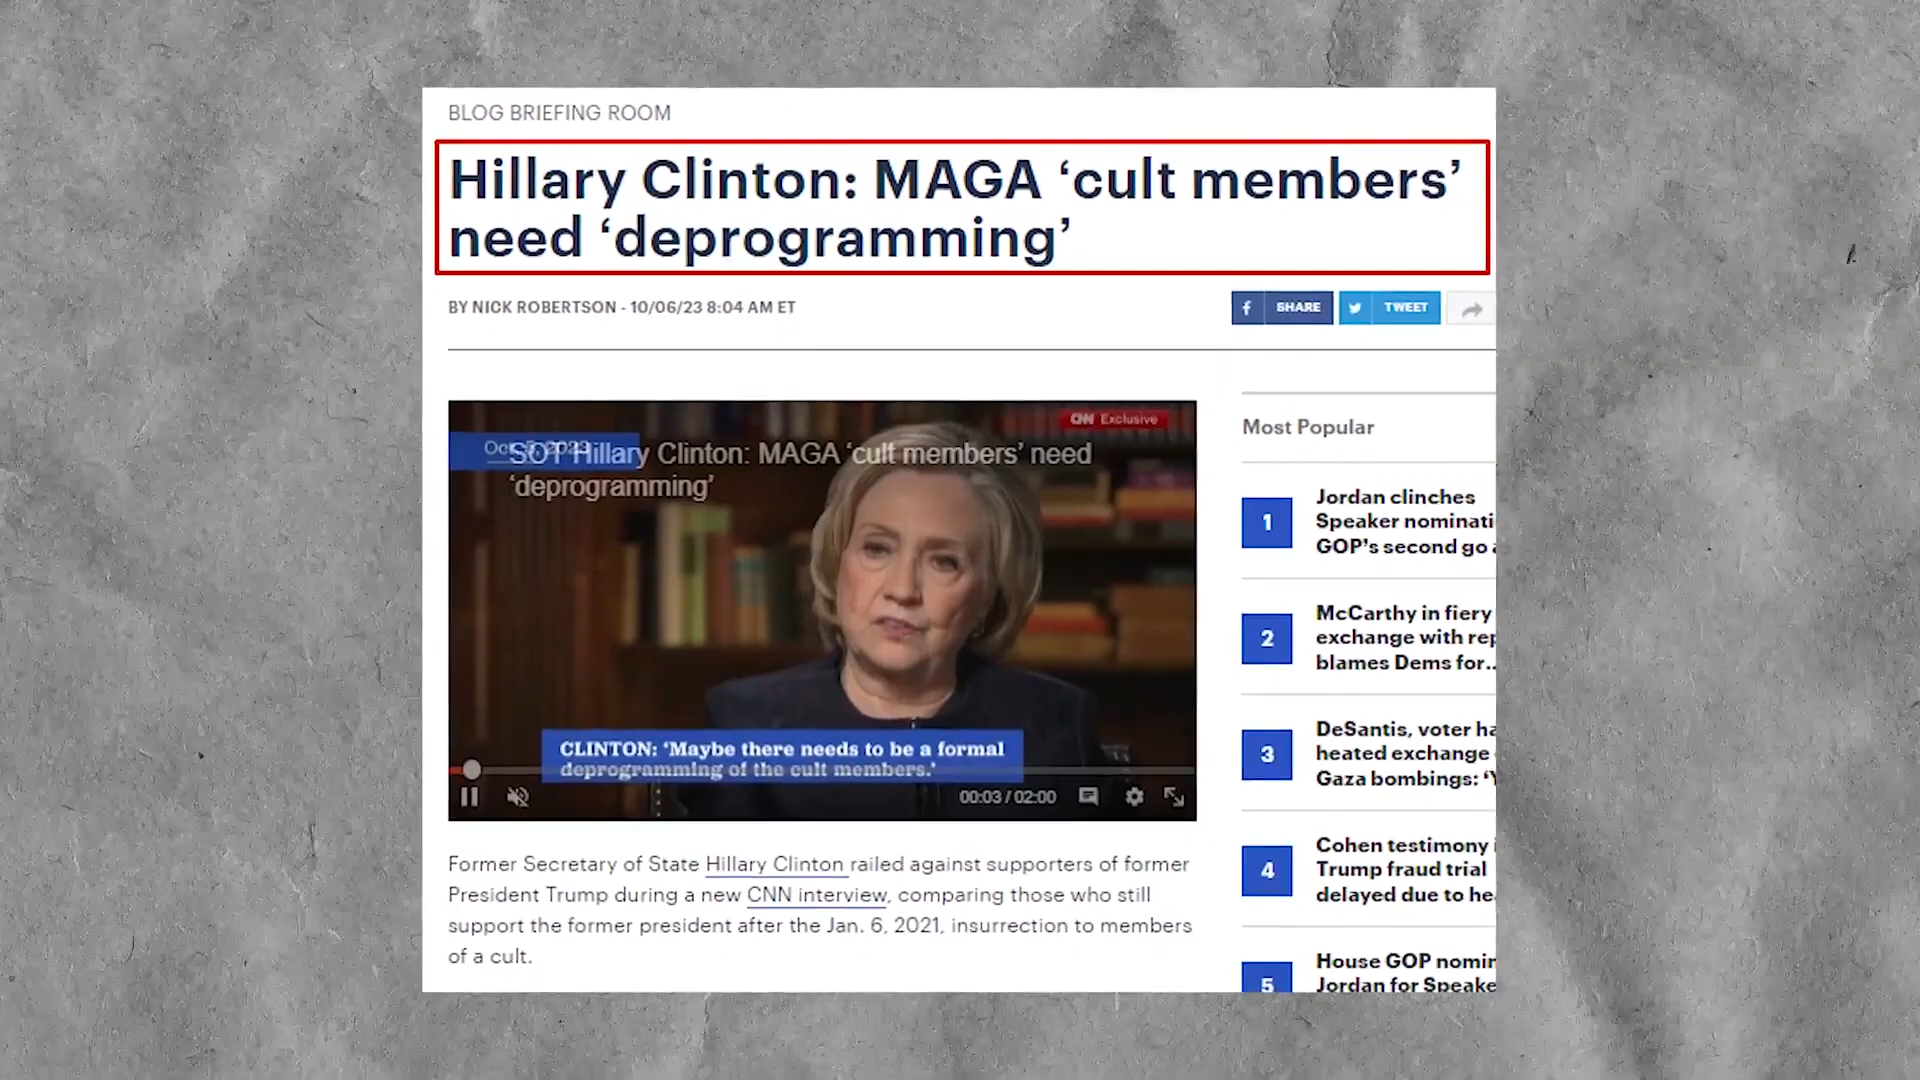 BLOG BRIEFING ROOM
Hillary Clinton: MAGA ‘cult members’
need ‘deprogramming’
BY NICK ROBERTSON - 10/06/23 8:04 AM ET
SHARE
TWEET
CNN Exclusive
Oct. 5, 2023
SOT Hillary Clinton: MAGA ‘cult members’ need
‘deprogramming’
CLINTON: ‘Maybe there needs to be a formal
deprogramming of the cult members.’
00:03 / 02:00
Former Secretary of State Hillary Clinton railed against supporters of former
President Trump during a new CNN interview, comparing those who still
support the former president after the Jan. 6, 2021, insurrection to members
of a cult.
Most Popular
1
Jordan clinches
Speaker nominati
GOP’s second go
2
McCarthy in fiery
exchange with rep
blames Dems for..
3
DeSantis, voter ha
heated exchange
Gaza bombings: ‘Y
4
Cohen testimony i
Trump fraud trial
delayed due to he
5
House GOP nomin
Jordan for Speake